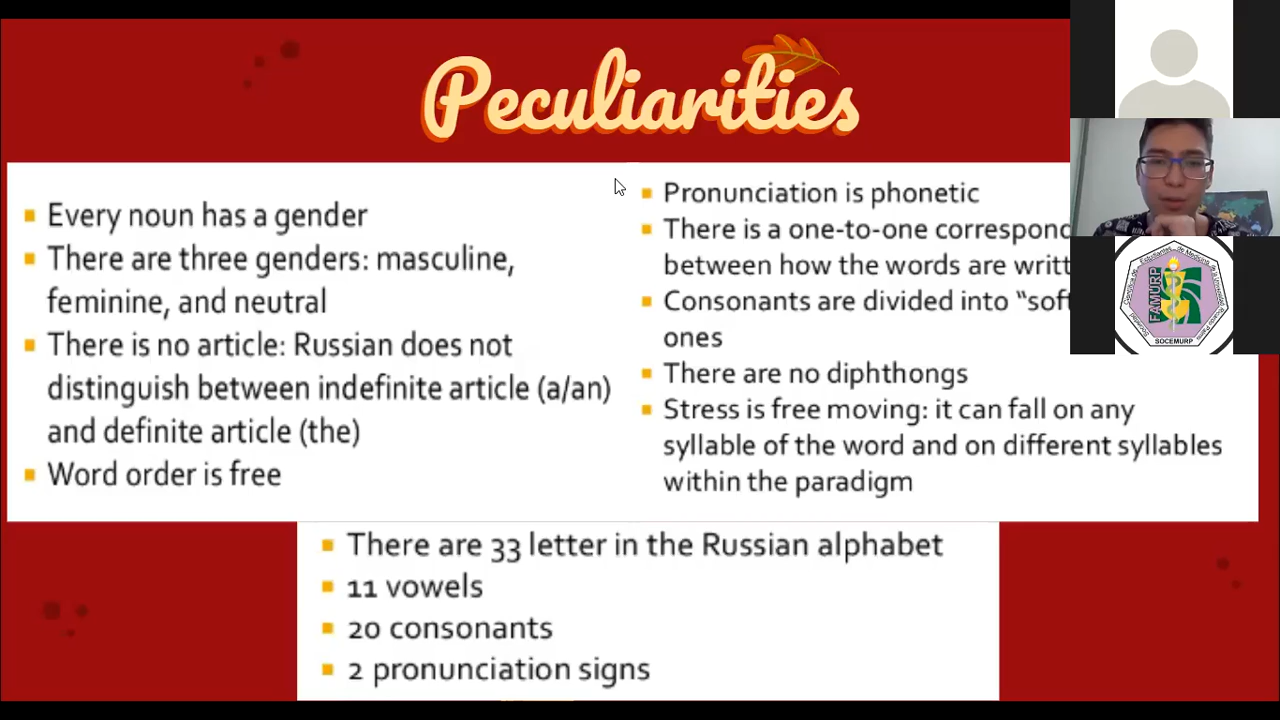 Peculiarities
Every noun has a gender
There are three genders: masculine,
feminine, and neutral
There is no article: Russian does not
distinguish between indefinite article (a/an)
and definite article (the)
Word order is free
Pronunciation is phonetic
There is a one-to-one correspond
between how the words are writt
Consonants are divided into “soft
ones
There are no diphthongs
Stress is free moving: it can fall on any
syllable of the word and on different syllables
within the paradigm
There are 33 letter in the Russian alphabet
11 vowels
20 consonants
2 pronunciation signs
FAMURP
SOCEMURP